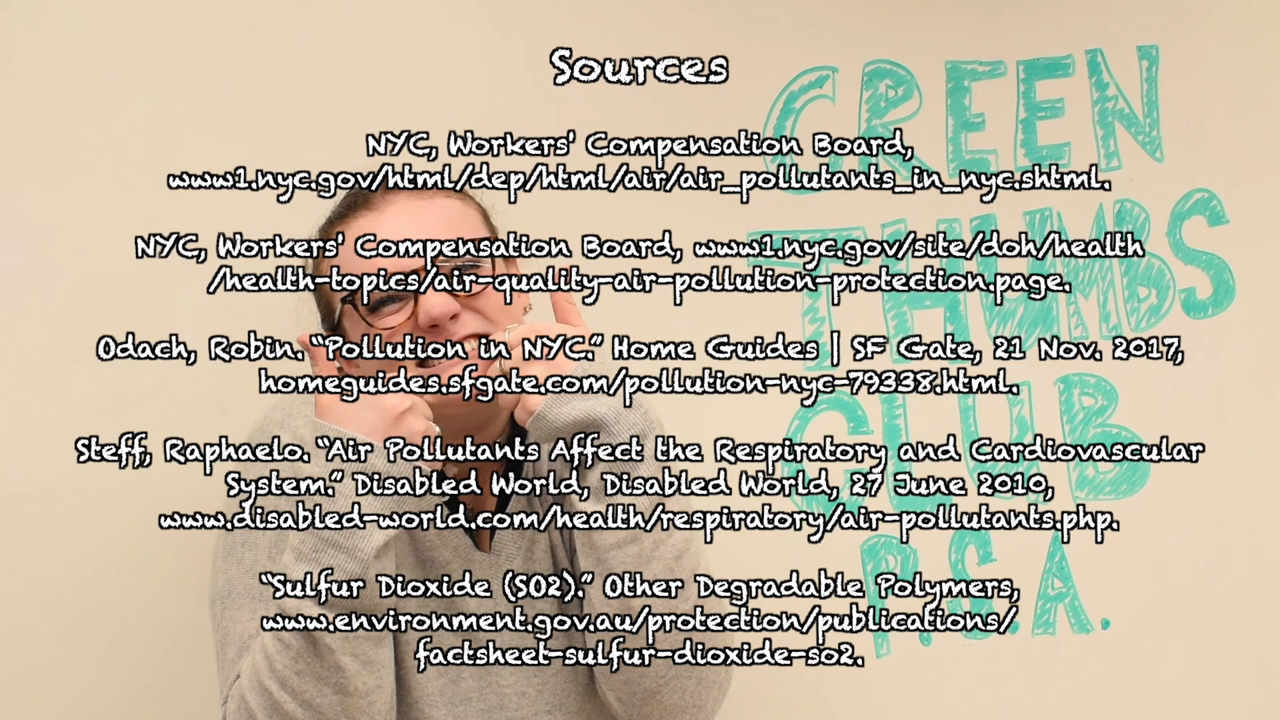 Sources
NYC, Workers' Compensation Board,
www1.nyc.gov/html/dep/html/air/air_pollutants_in_nyc.shtml.
NYC, Workers' Compensation Board, www1.nyc.gov/site/doh/health
/health-topics/air-quality-air-pollution-protection.page.
Odach, Robin. “Pollution in NYC.” Home Guides | SF Gate, 21 Nov. 2017,
homeguides.sfgate.com/pollution-nyc-79338.html.
Steff, Raphaelo. “Air Pollutants Affect the Respiratory and Cardiovascular
System.” Disabled World, Disabled World, 27 June 2010,
www.disabled-world.com/health/respiratory/air-pollutants.php.
“Sulfur Dioxide (SO2).” Other Degradable Polymers,
www.environment.gov.au/protection/publications/
factsheet-sulfur-dioxide-so2.
GREEN
THUMBS
CLUB
P.S.A.